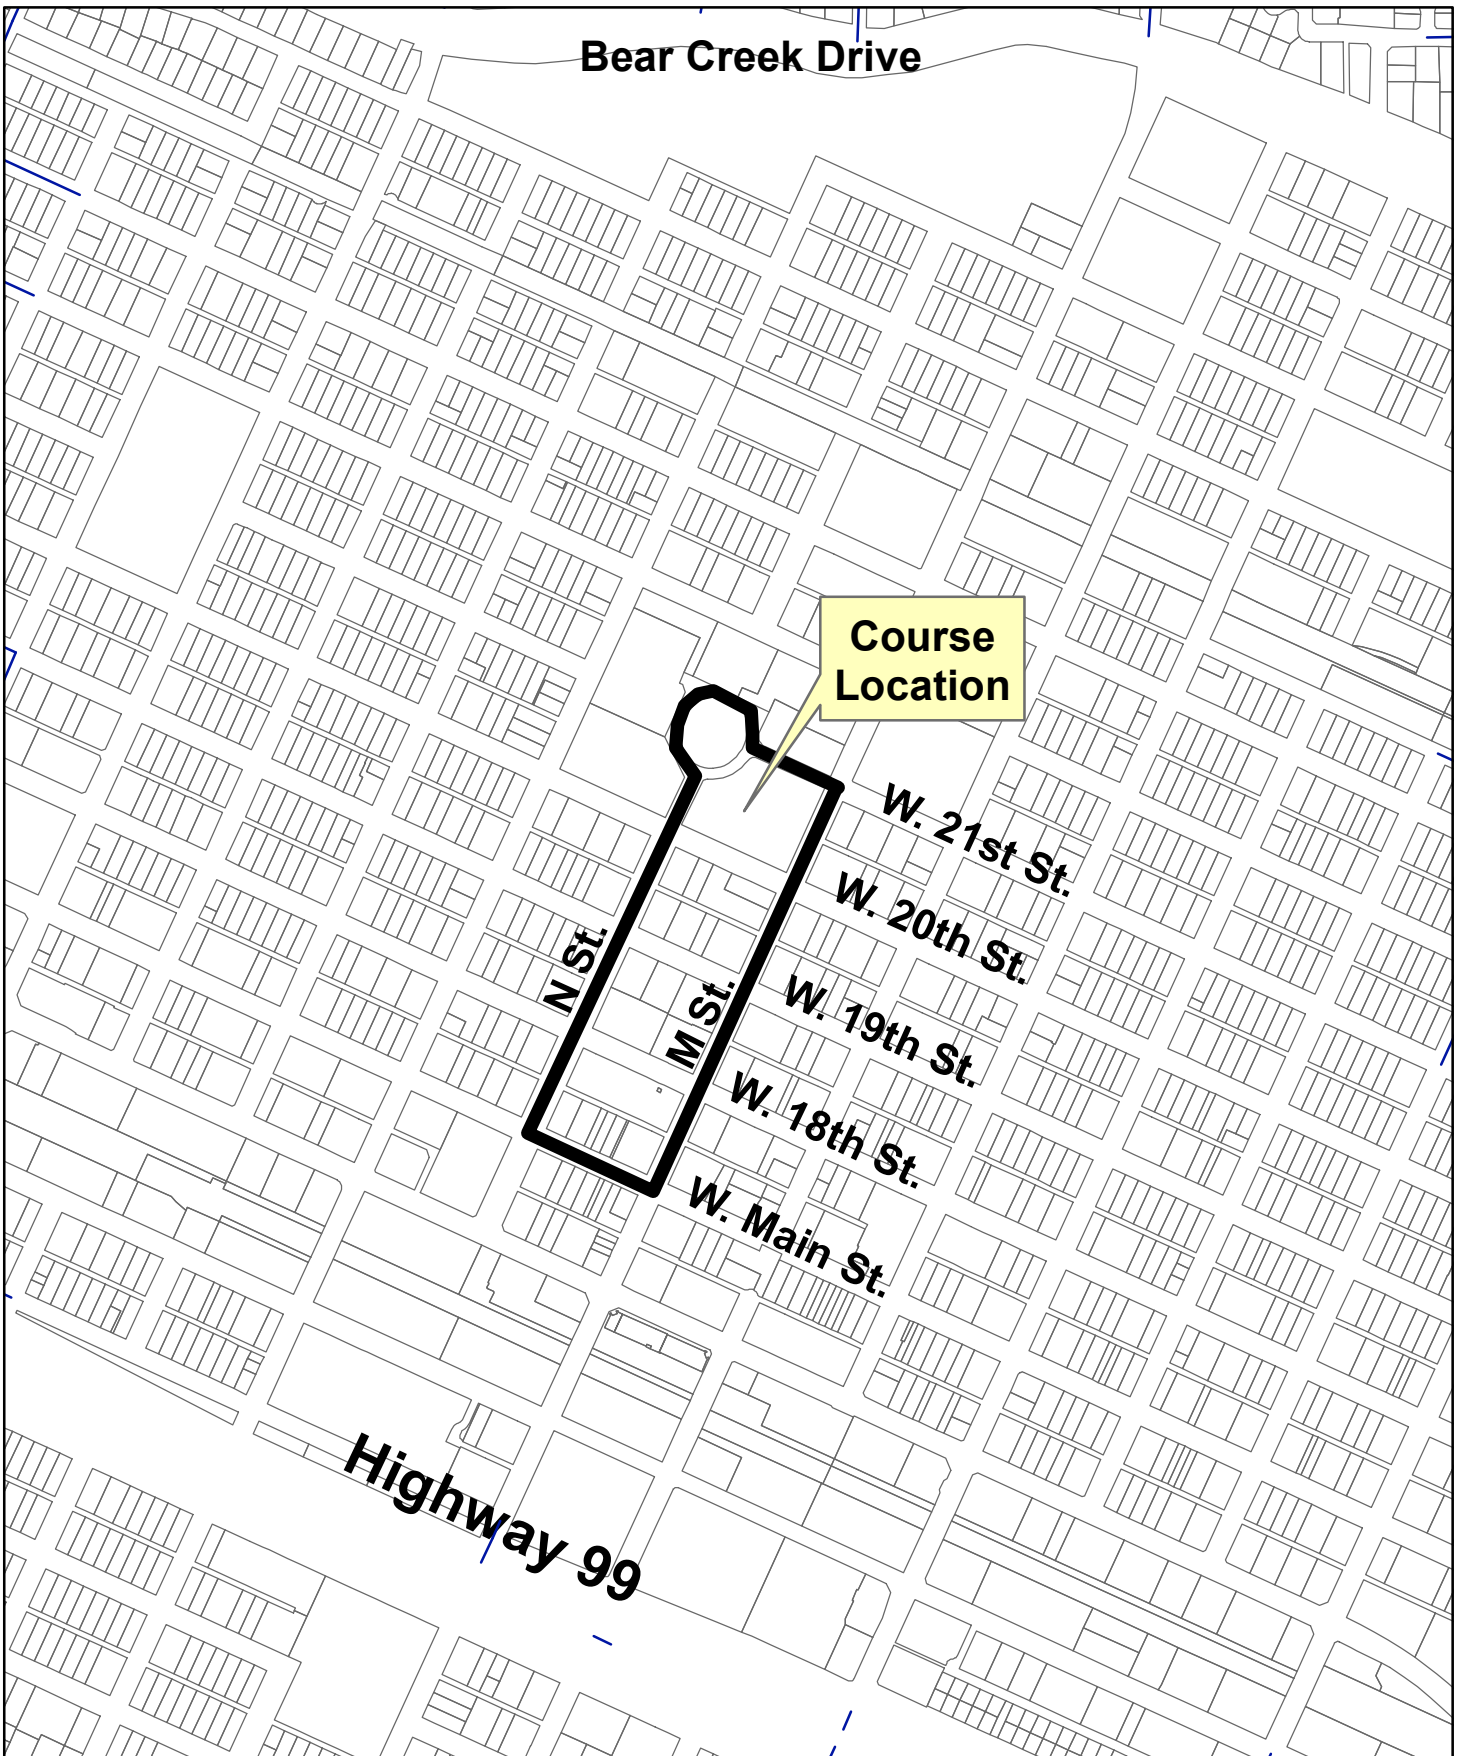 Bear Creek Drive
Course
Location
W. 21st St.
W. 20th St.
N St.
M St.
W. 19th St.
W. 18th St.
W. Main St.
Highway 99